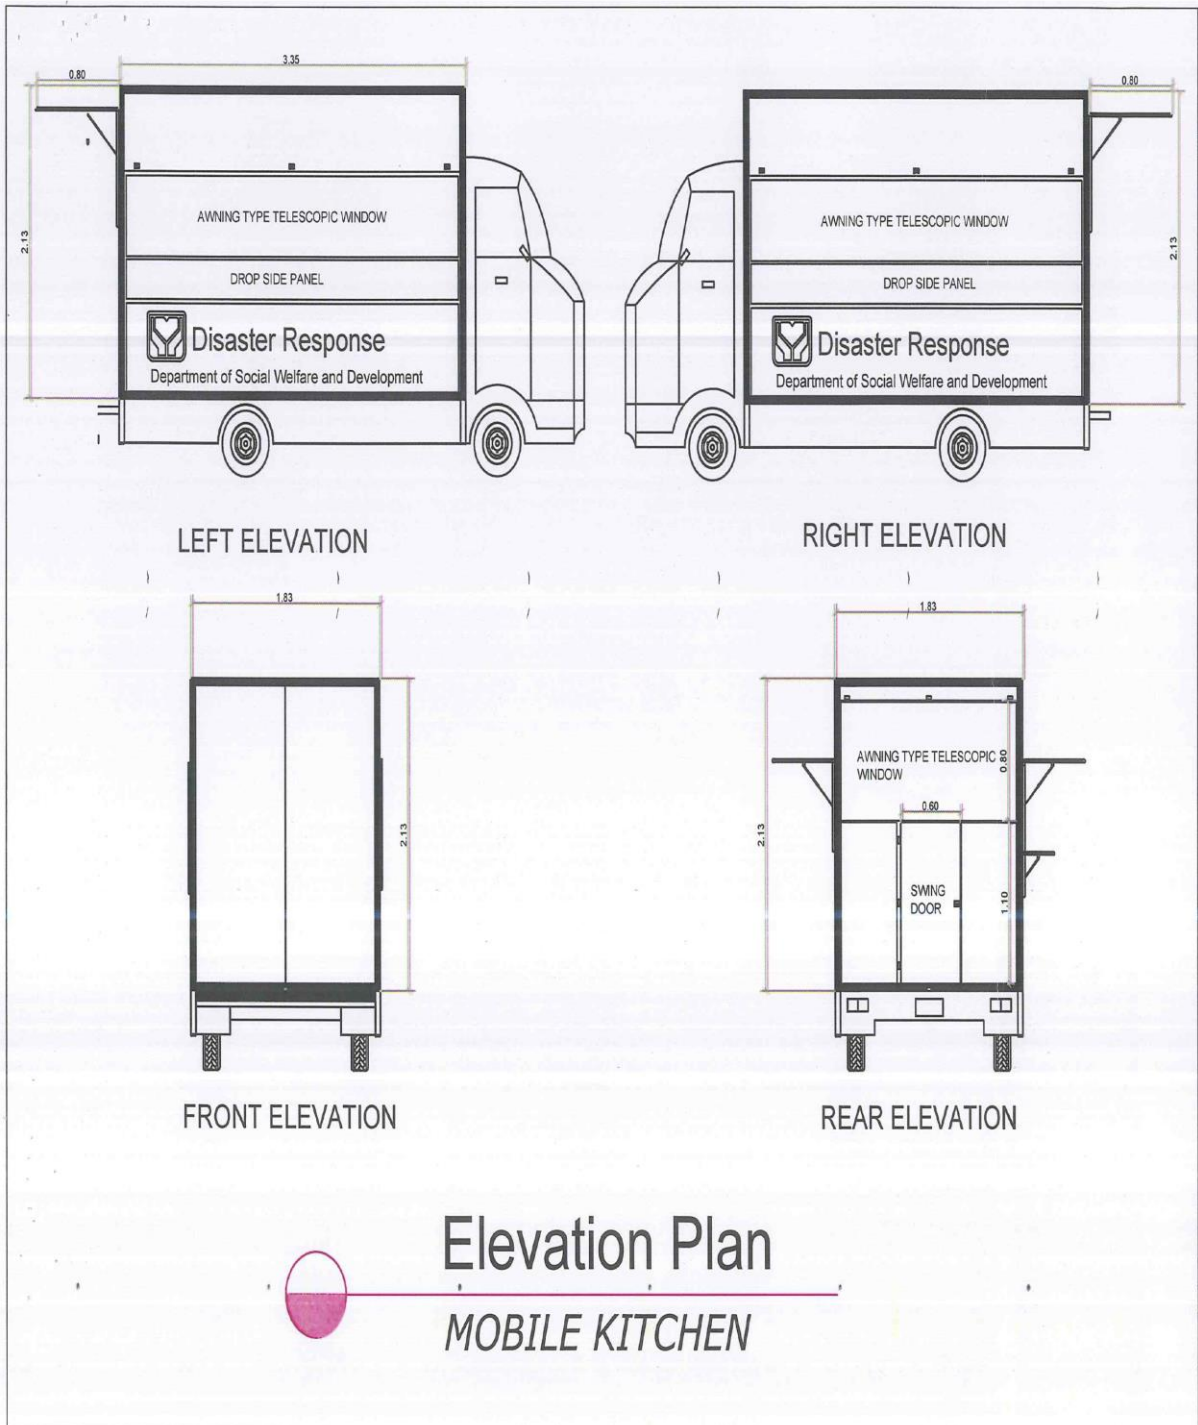 3.35
0.80
0.80
AWNING TYPE TELESCOPIC WINDOW
AWNING TYPE TELESCOPIC WINDOW
2.13
2.13
DROP SIDE PANEL
DROP SIDE PANEL
Disaster Response
Disaster Response
Department of Social Welfare and Development
Department of Social Welfare and Development
LEFT ELEVATION
RIGHT ELEVATION
1.83
1.83
AWNING TYPE TELESCOPIC
WINDOW
0.80
0.60
2.13
2.13
SWING
DOOR
1.10
FRONT ELEVATION
REAR ELEVATION
Elevation Plan
MOBILE KITCHEN